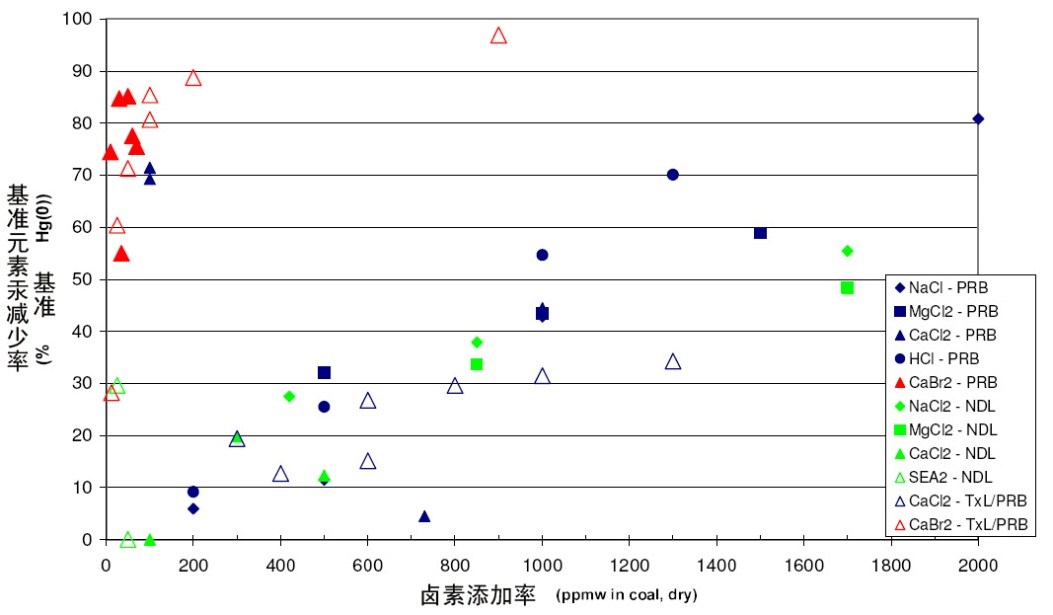 100
90
80
70
60
50
40
30
20
10
0
基准元素汞减少率
(% 基准 Hg(0))
0 200 400 600 800 1000 1200 1400 1600 1800 2000
卤素添加率 (ppmw in coal, dry)
NaCl - PRB
MgCl2 - PRB
CaCl2 - PRB
HCl - PRB
CaBr2 - PRB
NaCl2 - NDL
MgCl2 - NDL
CaCl2 - NDL
SEA2 - NDL
CaCl2 - TxL/PRB
CaBr2 - TxL/PRB